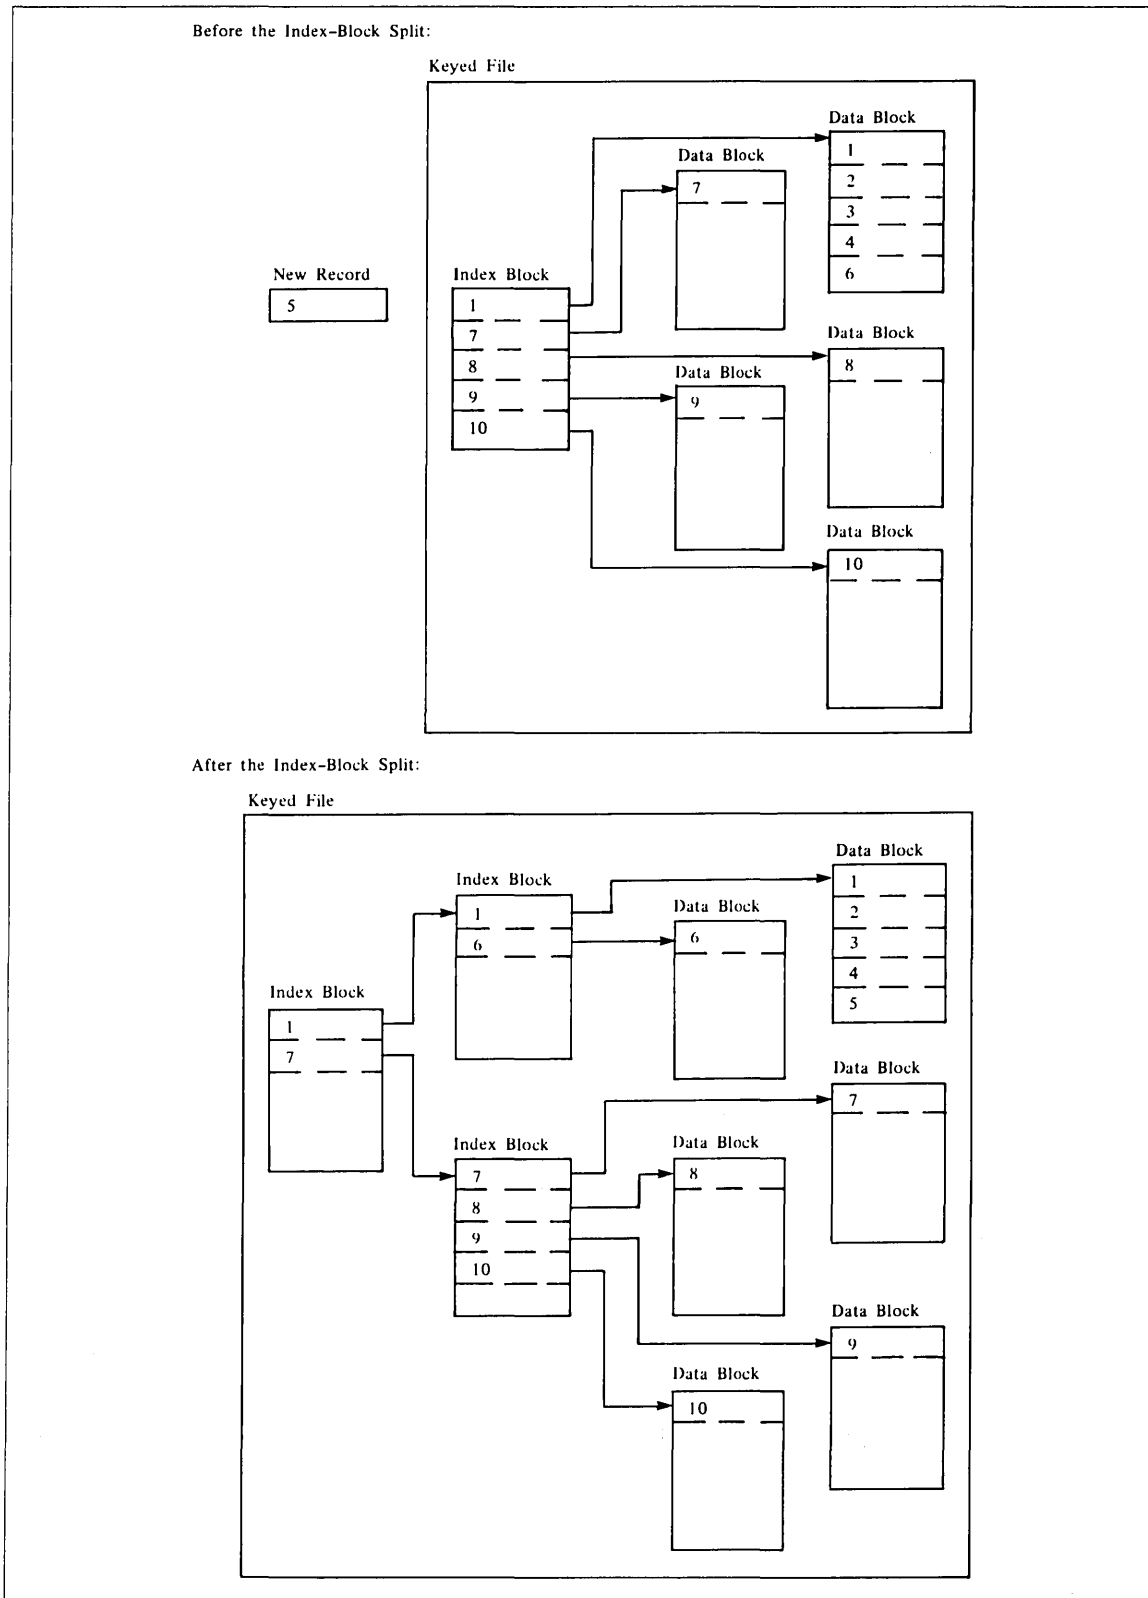 Before the Index-Block Split:
Keyed File
Data Block
1
2
3
4
6
Data Block
7
New Record
5
Index Block
1
7
8
9
10
Data Block
8
Data Block
9
Data Block
10
After the Index-Block Split:
Keyed File
Data Block
1
2
3
4
5
Index Block
1
6
Data Block
6
Index Block
1
7
Data Block
7
Index Block
7
8
9
10
Data Block
8
Data Block
9
Data Block
10